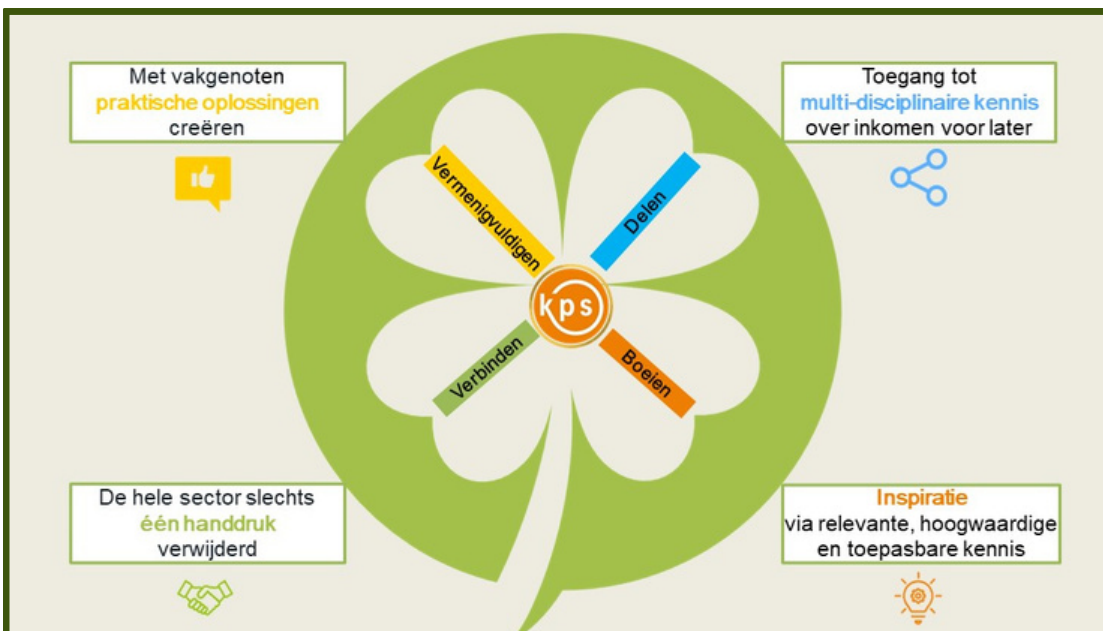 Met vakgenoten
praktische oplossingen
creëren
Toegang tot
multi-disciplinaire kennis
over inkomen voor later
Vermenigvuldigen
Delen
kps
Verbinden
Boeien
De hele sector slechts
één handdruk
verwijderd
Inspiratie
via relevante, hoogwaardige
en toepasbare kennis